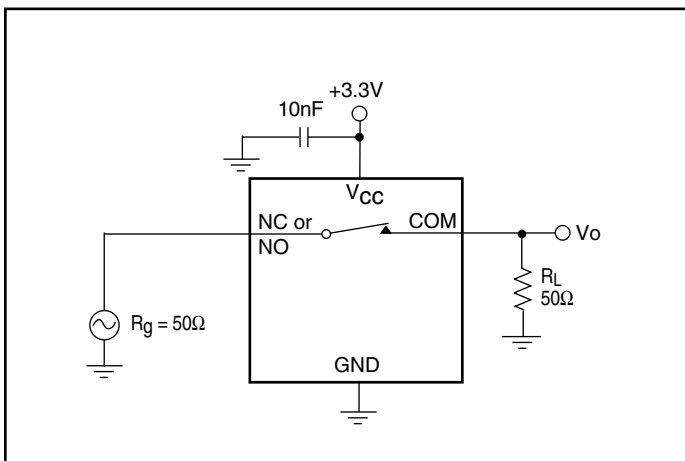 +3.3V
10nF
VCC
NC or
NO
COM
Vo
RL
50Ω
Rg = 50Ω
GND